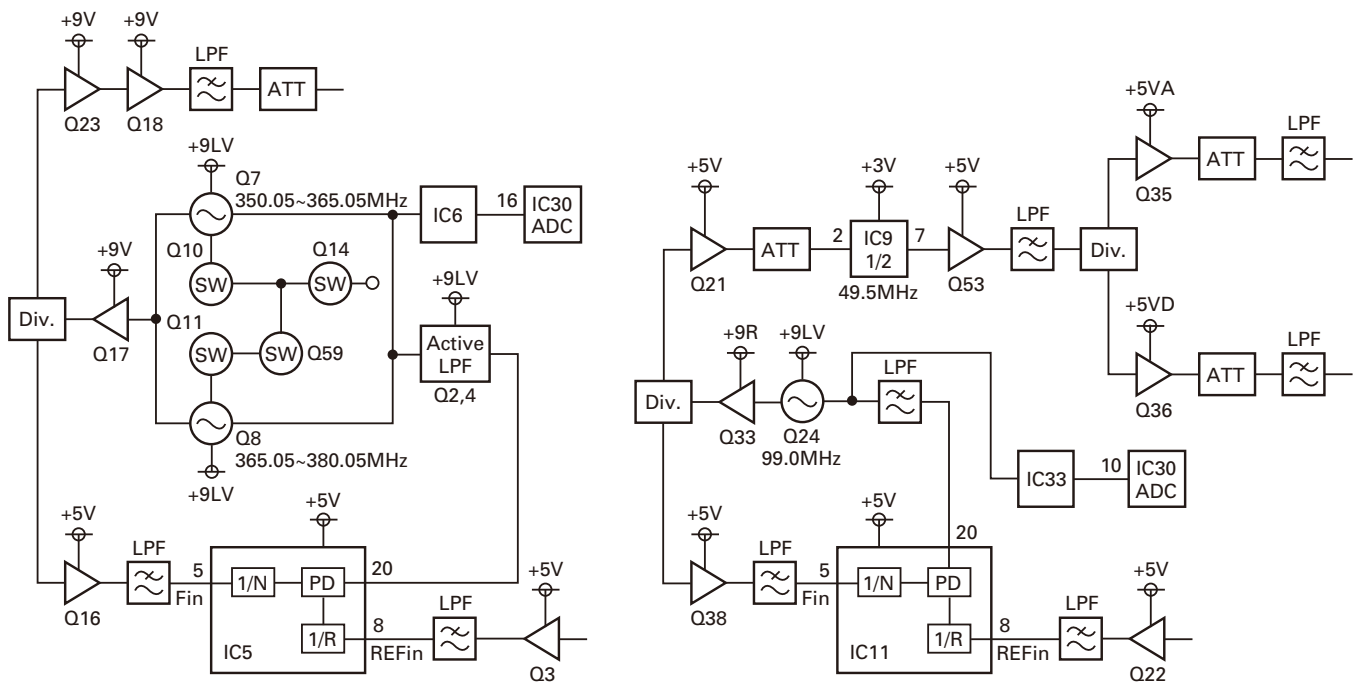 +9V
+9V
LPF
ATT
Q23
Q18
+9LV
Q7
350.05~365.05MHz
IC6
16
IC30
ADC
Q10
SW
Q14
SW
+9V
+9LV
Div.
Q17
Q11
SW
SW
Q59
Active
LPF
Q2,4
Q8
365.05~380.05MHz
+9LV
+5V
+5V
LPF
5
Fin
1/N
PD
20
Q16
1/R
8
REFin
LPF
+5V
IC5
Q3
+5VA
LPF
ATT
Q35
+5V
+3V
+5V
LPF
ATT
2
IC9
1/2
7
Div.
Q21
49.5MHz
Q53
+5VD
LPF
ATT
Q36
+9R
+9LV
LPF
Div.
Q33
Q24
99.0MHz
IC33
10
IC30
ADC
+5V
+5V
20
LPF
5
Fin
1/N
PD
Q38
1/R
8
REFin
LPF
+5V
IC11
Q22